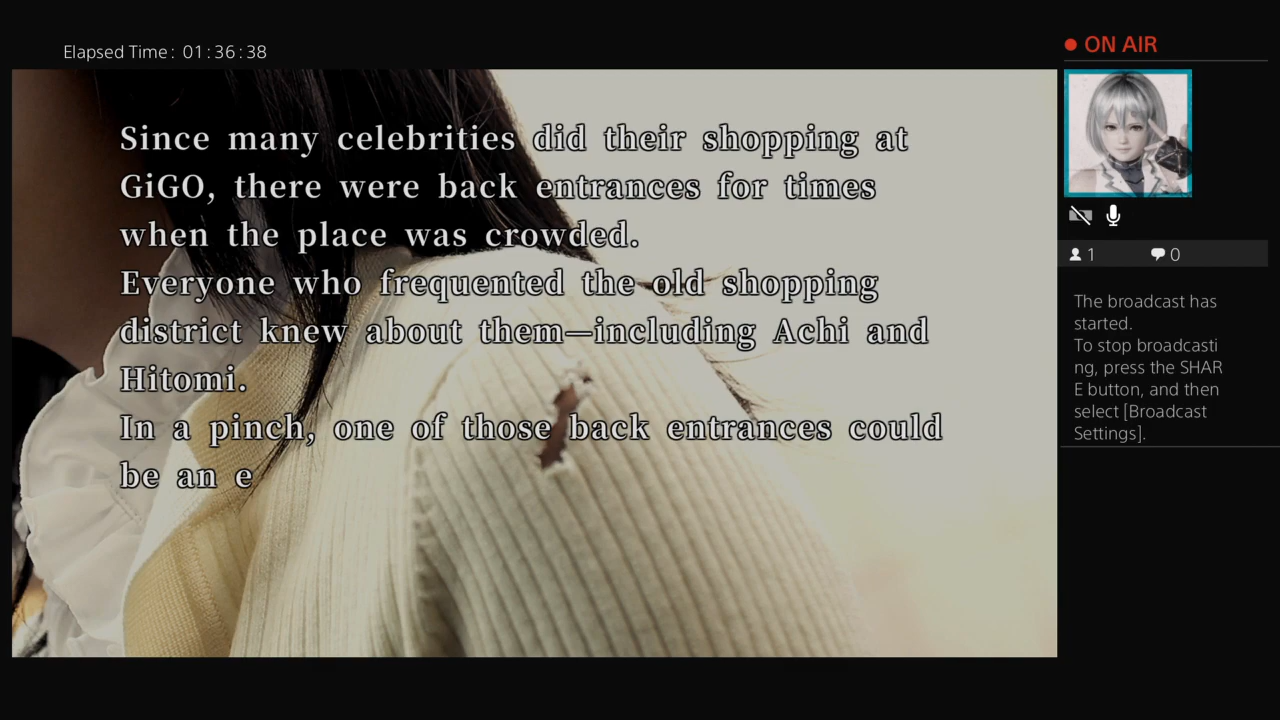 Elapsed Time: 01:36:38
ON AIR
Since many celebrities did their shopping at
GiGO, there were back entrances for times
when the place was crowded.
Everyone who frequented the old shopping
district knew about them—including Achi and
Hitomi.
In a pinch, one of those back entrances could
be an e
1
0
The broadcast has
started.
To stop broadcasti
ng, press the SHAR
E button, and then
select [Broadcast
Settings].